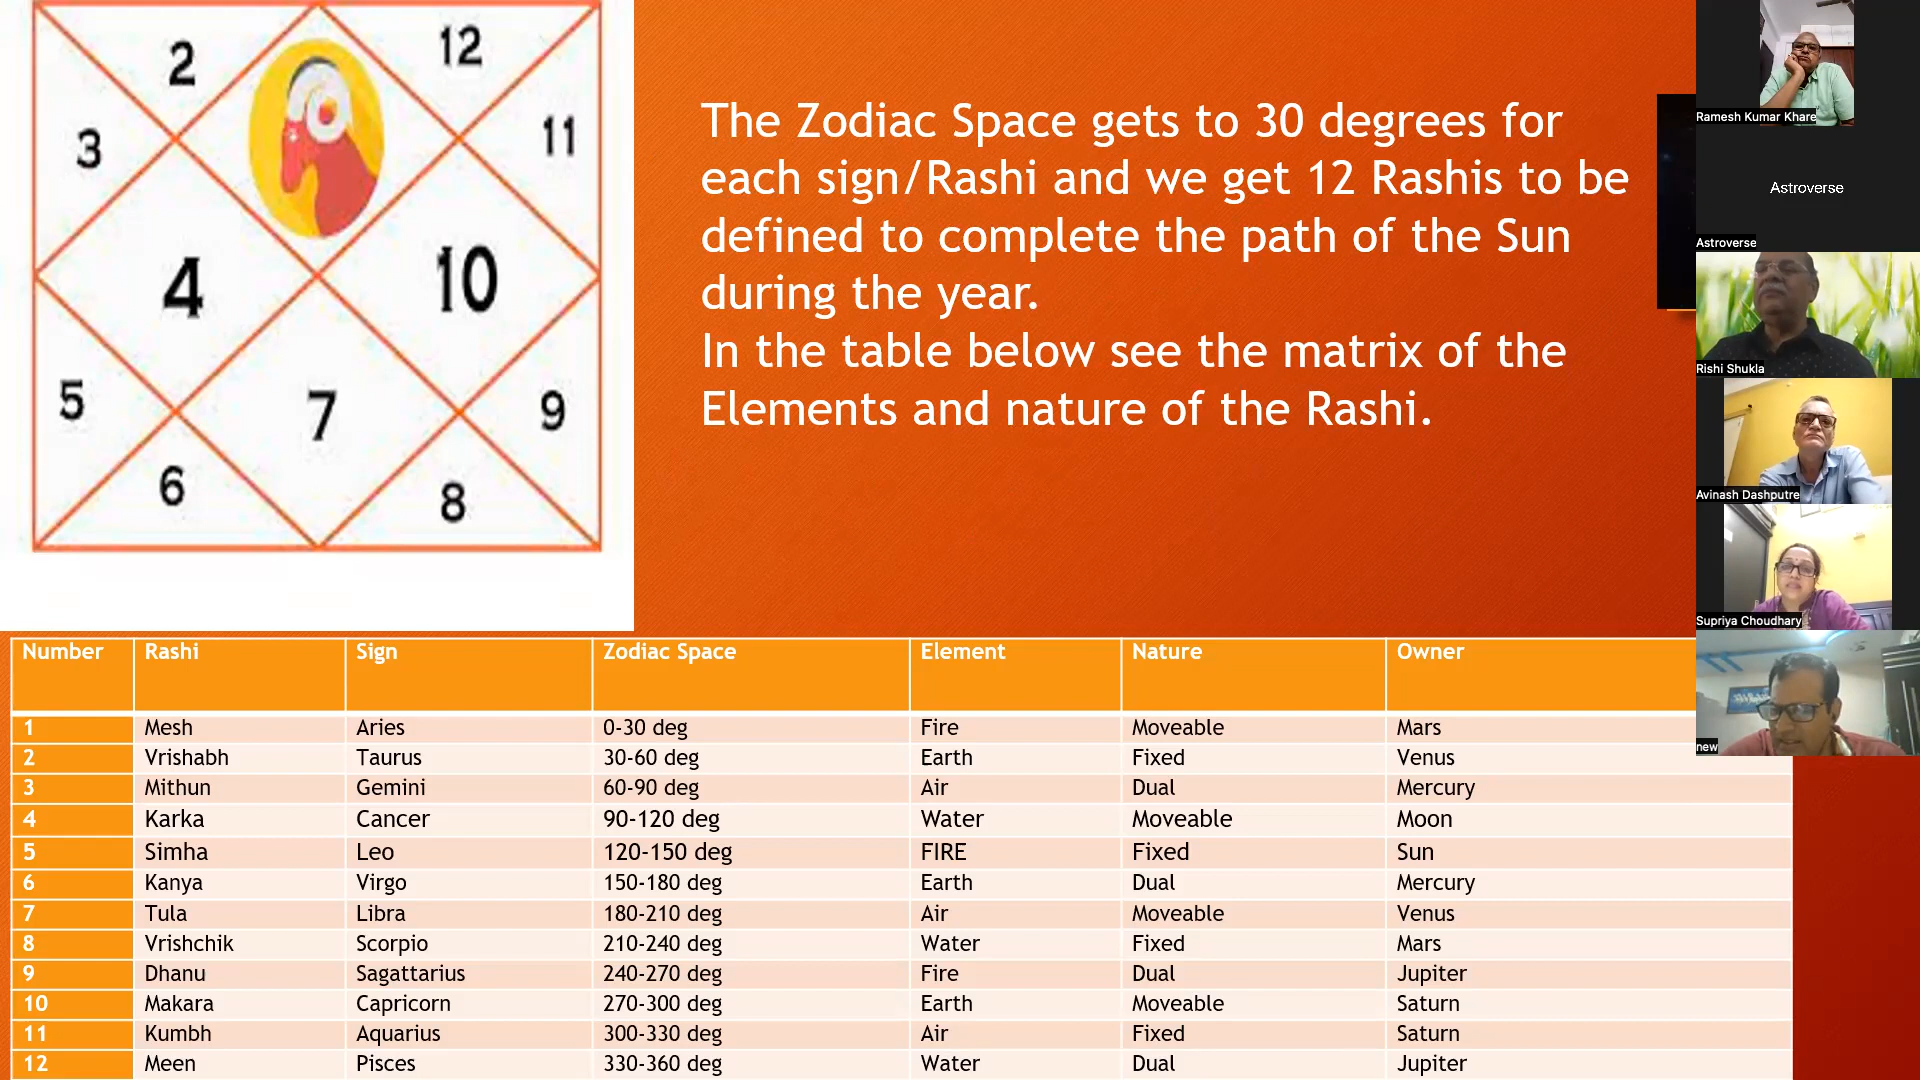 2
12
3
11
4
10
5
7
9
6
8
The Zodiac Space gets to 30 degrees for
each sign/Rashi and we get 12 Rashis to be
defined to complete the path of the Sun
during the year.
In the table below see the matrix of the
Elements and nature of the Rashi.
Number Rashi Sign Zodiac Space Element Nature Owner
1 Mesh Aries 0-30 deg Fire Moveable Mars
2 Vrishabh Taurus 30-60 deg Earth Fixed Venus
3 Mithun Gemini 60-90 deg Air Dual Mercury
4 Karka Cancer 90-120 deg Water Moveable Moon
5 Simha Leo 120-150 deg FIRE Fixed Sun
6 Kanya Virgo 150-180 deg Earth Dual Mercury
7 Tula Libra 180-210 deg Air Moveable Venus
8 Vrishchik Scorpio 210-240 deg Water Fixed Mars
9 Dhanu Sagattarius 240-270 deg Fire Dual Jupiter
10 Makara Capricorn 270-300 deg Earth Moveable Saturn
11 Kumbh Aquarius 300-330 deg Air Fixed Saturn
12 Meen Pisces 330-360 deg Water Dual Jupiter
Ramesh Kumar Khare
Astroverse
Astroverse
Rishi Shukla
Avinash Dashputre
Supriya Choudhary
new